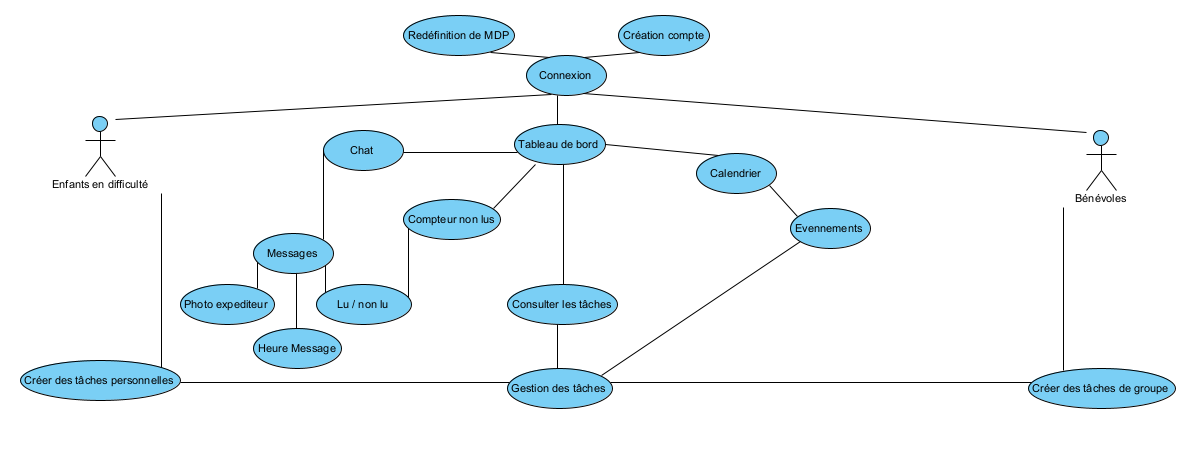 Redéfinition de MDP
Création compte
Connexion
Tableau de bord
Chat
Calendrier
Enfants en difficulté
Bénévoles
Compteur non lus
Evennements
Messages
Photo expediteur
Lu / non lu
Consulter les tâches
Heure Message
Créer des tâches personnelles
Gestion des tâches
Créer des tâches de groupe